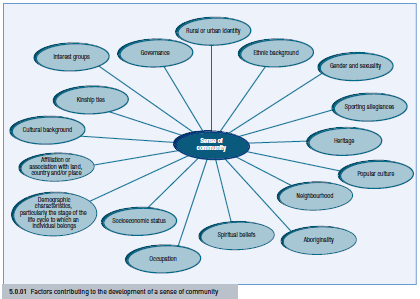 Rural or urban identity
Governance
Ethnic background
Interest groups
Gender and sexuality
Kinship ties
Sporting allegiances
Cultural background
Sense of
community
Heritage
Affiliation or
association with land,
country and/or place
Popular culture
Demographic
characteristics,
particularly the stage of the
life cycle to which an
individual belongs
Neighbourhood
Socioeconomic status
Spiritual beliefs
Aboriginality
Occupation
5.0.01 Factors contributing to the development of a sense of community